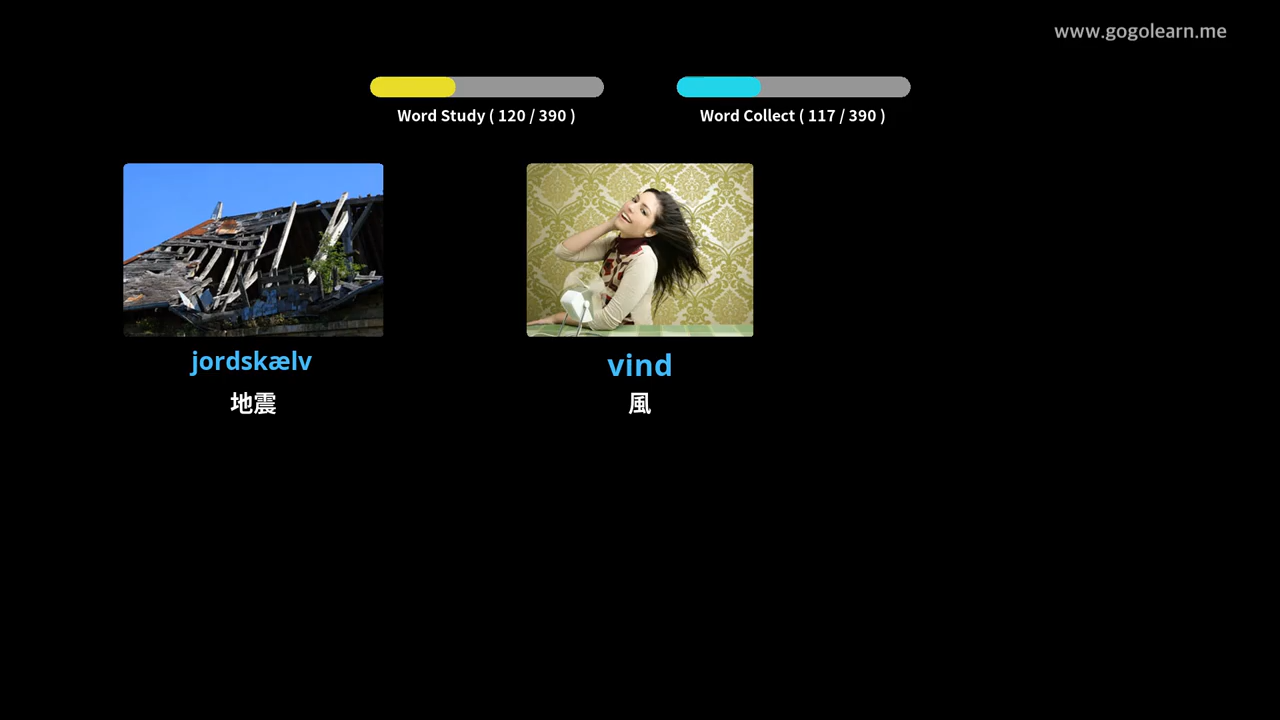 www.gogolearn.me
Word Study ( 120 / 390 )
Word Collect ( 117 / 390 )
jordskælv
地震
vind
風